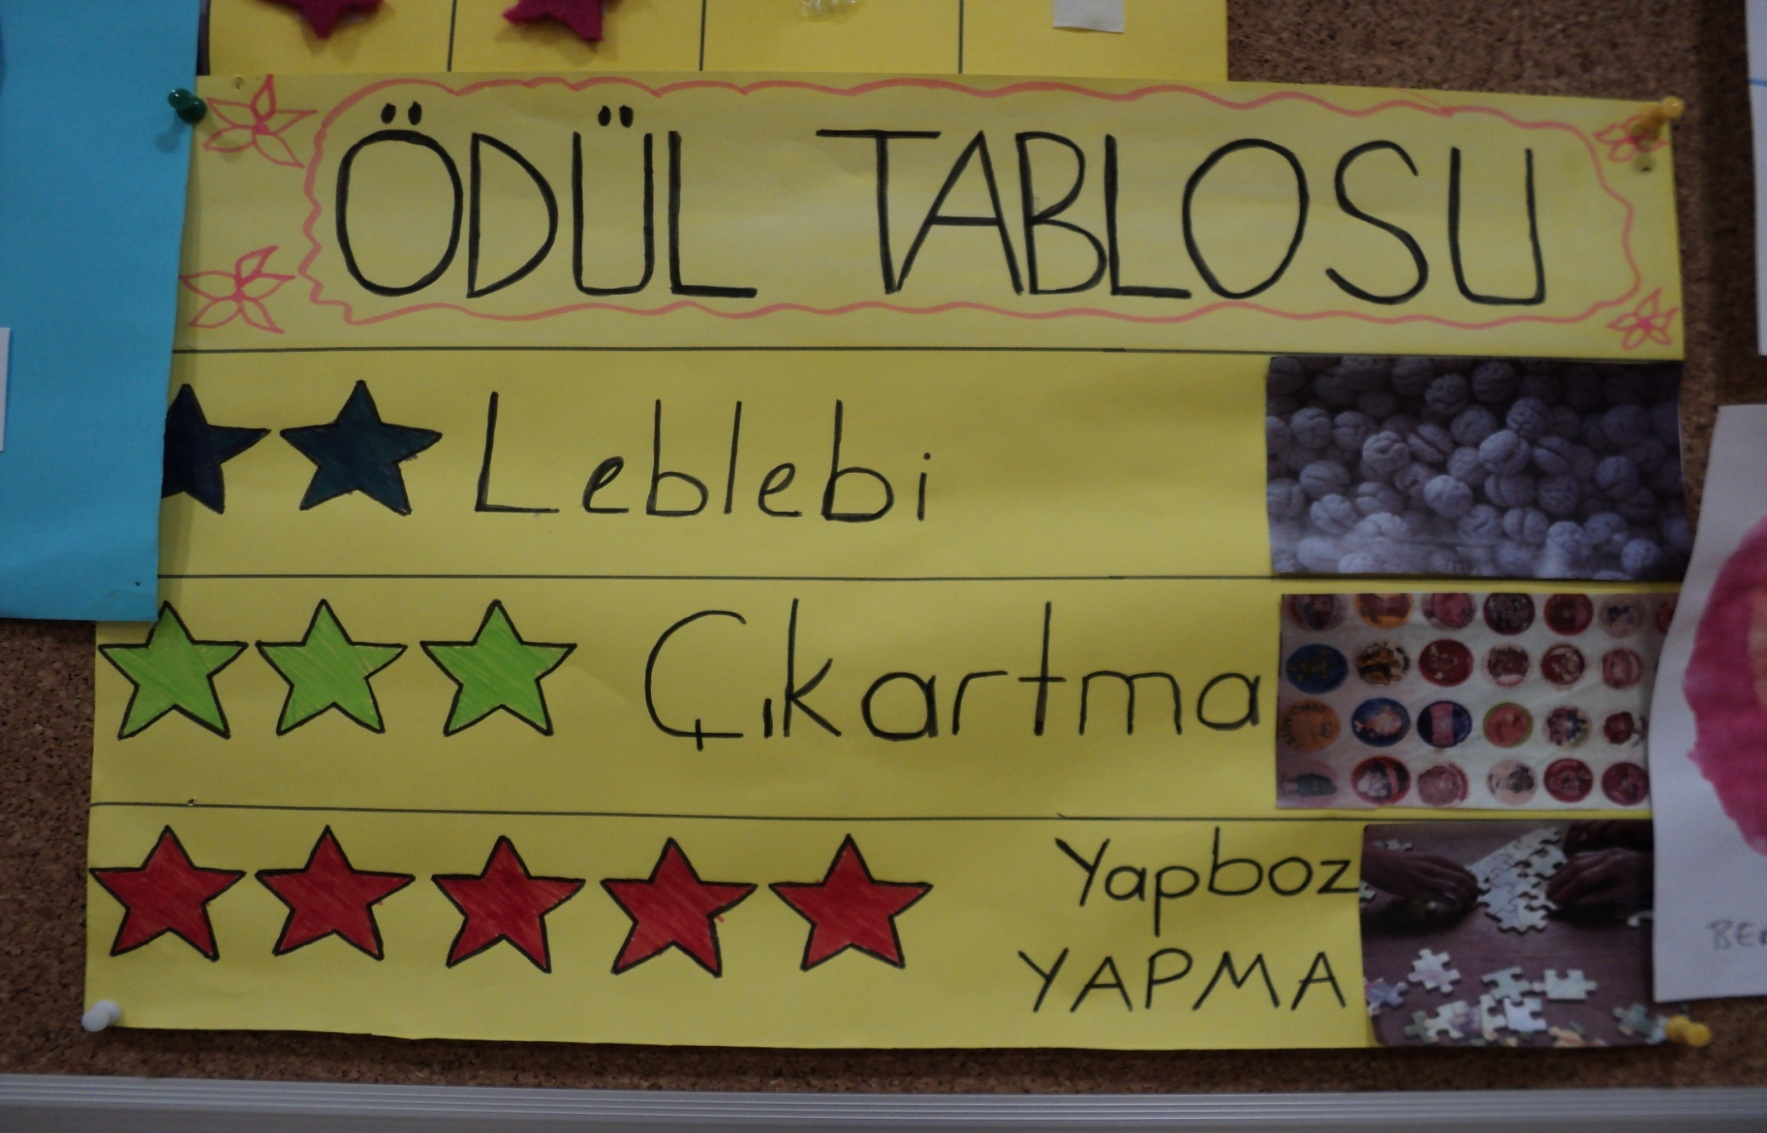 ÖDÜL TABLOSU
Leblebi
Çıkartma
Yapboz
YAPMA